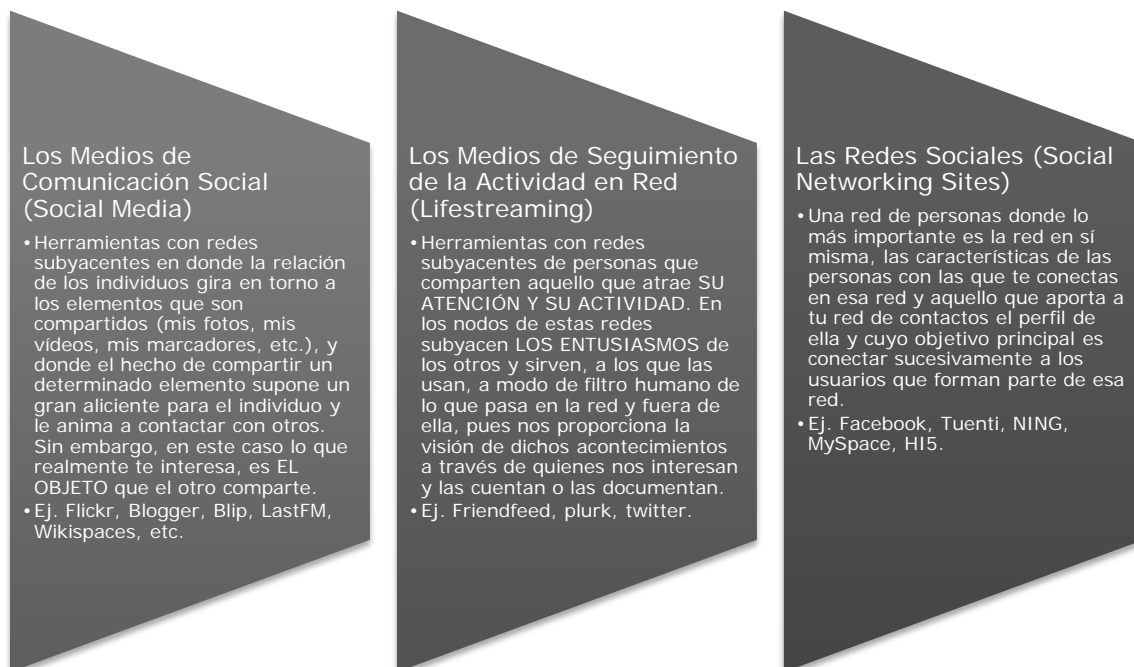 Los Medios de
Comunicación Social
(Social Media)
• Herramientas con redes
subyacentes en donde la relación
de los individuos gira en torno a
los elementos que son
compartidos (mis fotos, mis
vídeos, mis marcadores, etc.), y
donde el hecho de compartir un
determinado elemento supone un
gran aliciente para el individuo y
le anima a contactar con otros.
Sin embargo, en este caso lo que
realmente te interesa, es EL
OBJETO que el otro comparte.
• Ej. Flickr, Blogger, Blip, LastFM,
Wikispaces, etc.
Los Medios de Seguimiento
de la Actividad en Red
(Lifestreaming)
• Herramientas con redes
subyacentes de personas que
comparten aquello que atrae SU
ATENCIÓN Y SU ACTIVIDAD. En
los nodos de estas redes
subyacen LOS ENTUSIASMOS de
los otros y sirven, a los que las
usan, a modo de filtro humano de
lo que pasa en la red y fuera de
ella, pues nos proporciona la
visión de dichos acontecimientos
a través de quienes nos interesan
y las cuentan o las documentan.
• Ej. Friendfeed, plurk, twitter.
Las Redes Sociales (Social
Networking Sites)
• Una red de personas donde lo
más importante es la red en sí
misma, las características de las
personas con las que te conectas
en esa red y aquello que aporta a
tu red de contactos el perfil de
ella y cuyo objetivo principal es
conectar sucesivamente a los
usuarios que forman parte de esa
red.
• Ej. Facebook, Tuenti, NING,
MySpace, HI5.